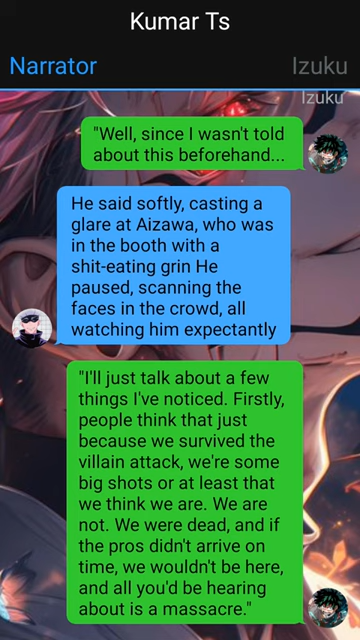 Kumar Ts
Narrator
Izuku
Izuku
"Well, since I wasn't told
about this beforehand...
He said softly, casting a
glare at Aizawa, who was
in the booth with a
shit-eating grin He
paused, scanning the
faces in the crowd, all
watching him expectantly
"I'll just talk about a few
things I've noticed. Firstly,
people think that just
because we survived the
villain attack, we're some
big shots or at least that
we think we are. We are
not. We were dead, and if
the pros didn't arrive on
time, we wouldn't be here,
and all you'd be hearing
about is a massacre."